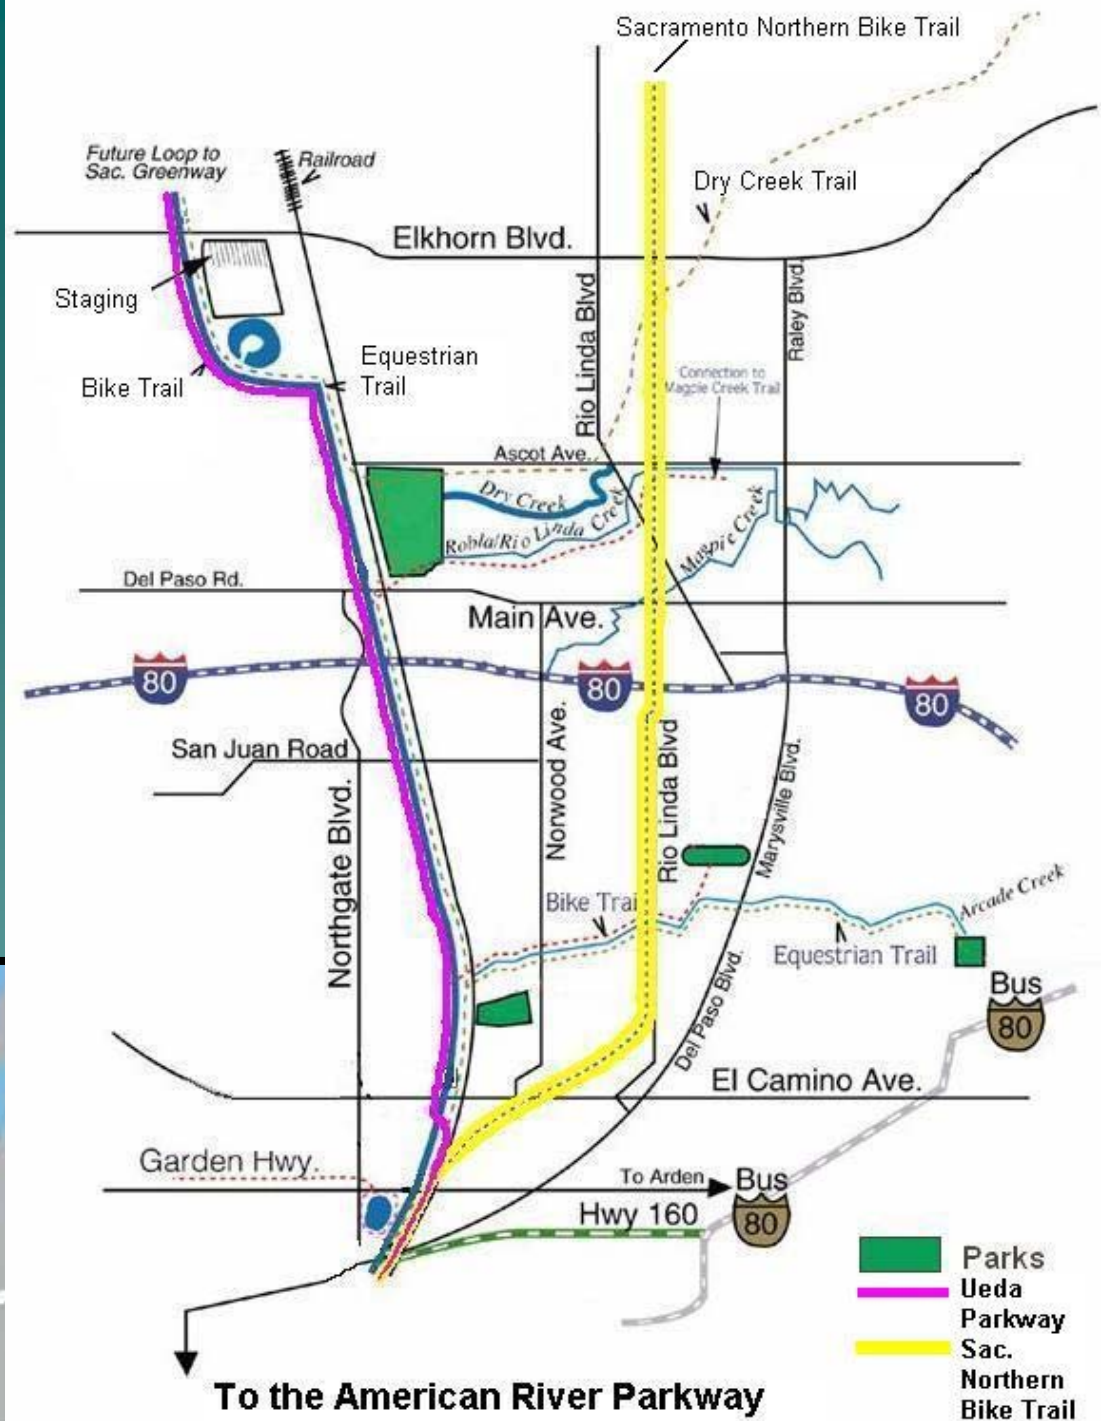 Sacramento Northern Bike Trail
Future Loop to
Sac. Greenway
Railroad
Dry Creek Trail
Elkhorn Blvd.
Staging
Rio Linda Blvd
Raley Blvd.
Bike Trail
Equestrian
Trail
Connection to
Magpie Creek Trail
Ascot Ave.
Dry Creek
Robla/Rio Linda Creek
Magpie Creek
Del Paso Rd.
Main Ave.
80
80
80
San Juan Road
Northgate Blvd.
Norwood Ave.
Rio Linda Blvd
Marysville Blvd.
Bike Trai
Arcade Creek
Equestrian Trail
Bus
80
Del Paso Blvd.
El Camino Ave.
Garden Hwy.
To Arden
Bus
80
Hwy 160
Parks
Ueda
Parkway
Sac.
Northern
Bike Trail
To the American River Parkway